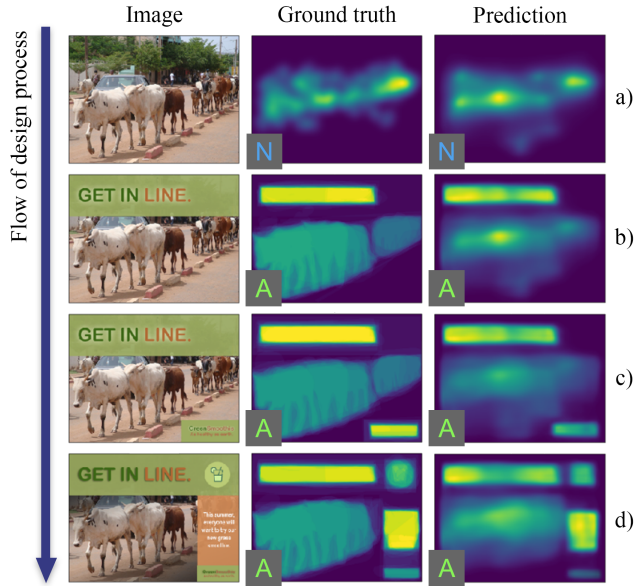 Image Ground truth Prediction
Flow of design process
N N a)
GET IN LINE.
A A b)
GET IN LINE.
A A c)
GET IN LINE.
This summer,
everyone will
want to try our
new grass
A A d)